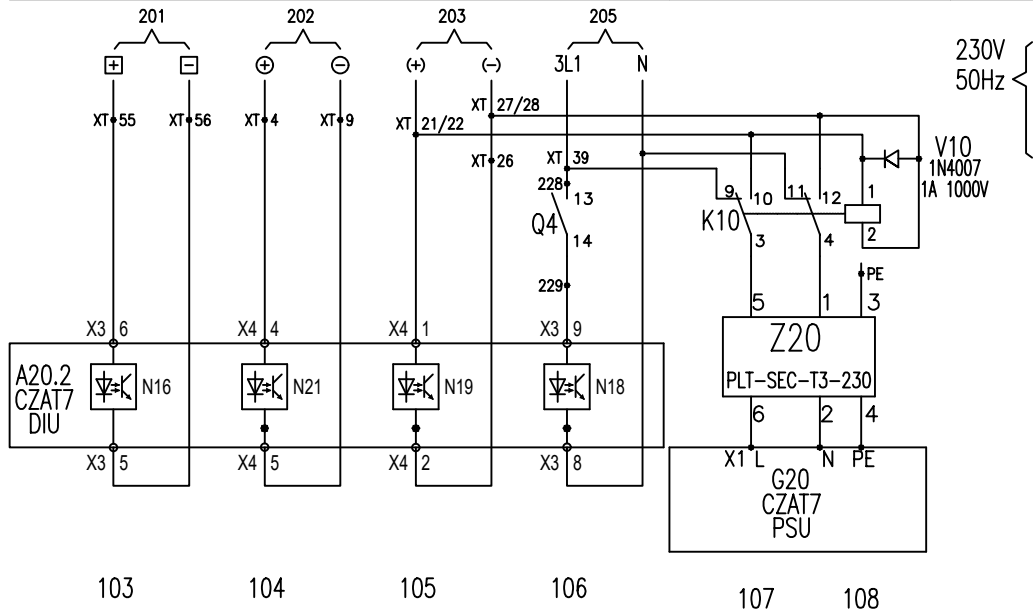 201 202 203 205
+ - + - (+) (-) 3L1 N
230V
50Hz
XT 55 XT 56 XT 4 XT 9
XT 27/28
XT 21/22
XT 26
XT 39
228
13
Q4
14
229
9 10 11 12
K10
3 4
V10
1N4007
1A 1000V
1
2
PE
5 1 3
Z20
PLT-SEC-T3-230
6 2 4
X3 6 X4 4 X4 1 X3 9
A20.2
CZAT7
DIU
N16 N21 N19 N18
X3 5 X4 5 X4 2 X3 8
X1 L N PE
G20
CZAT7
PSU
103 104 105 106 107 108